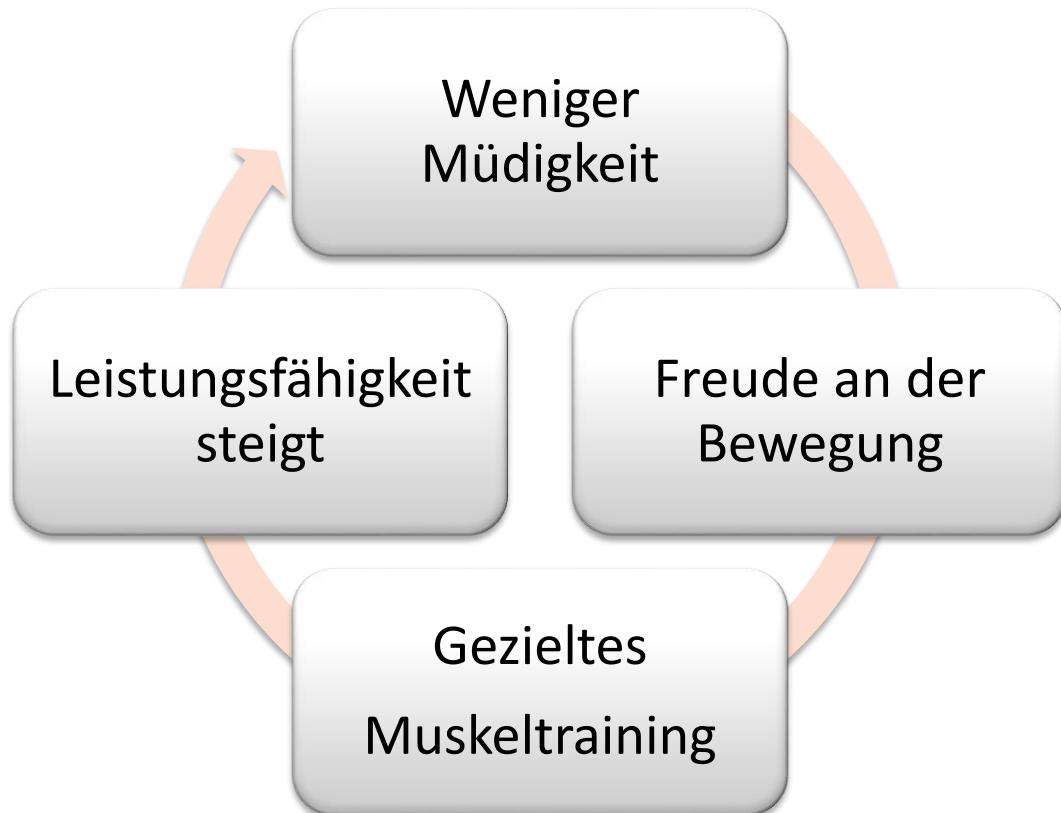 Weniger
Müdigkeit
Leistungsfähigkeit
steigt
Freude an der
Bewegung
Gezieltes
Muskeltraining